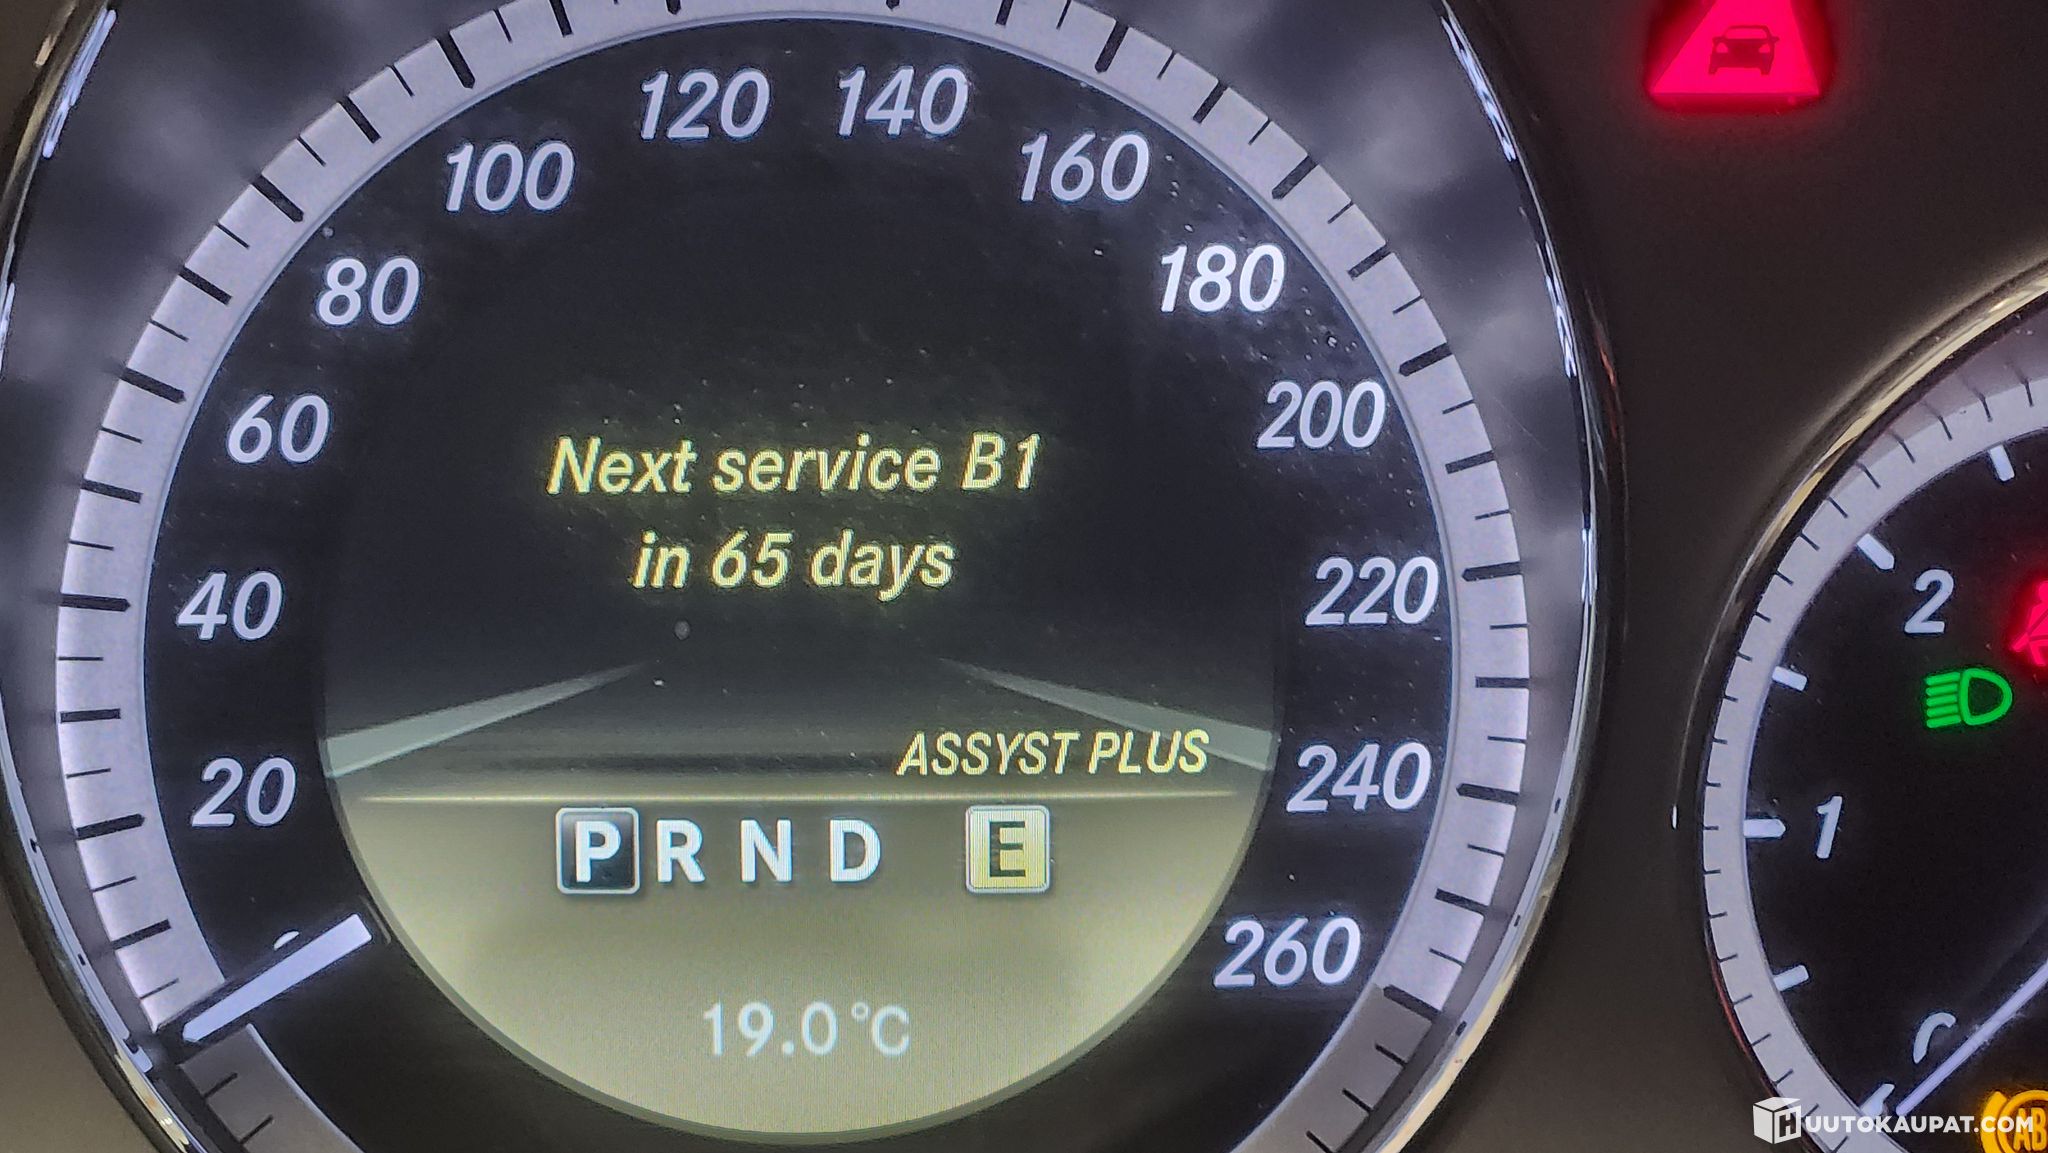 120 140
100 160
80 180
60 200
Next service B1
in 65 days
40 220
2
ASSYST PLUS
20 240
1
P R N D E
260
19.0°C
0
HUUTOKAUPAT.COM